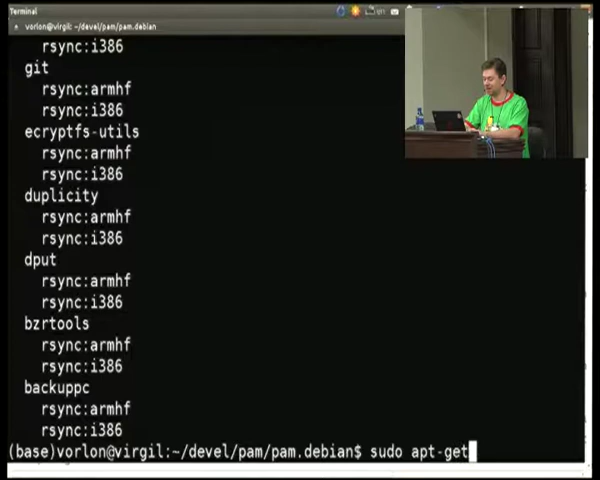 Terminal
vorlon@virgil: ~/devel/pam/pam.debian
rsync:i386
git
rsync:armhf
rsync:i386
ecryptfs-utils
rsync:armhf
rsync:i386
duplicity
rsync:armhf
rsync:i386
dput
rsync:armhf
rsync:i386
bzrtools
rsync:armhf
rsync:i386
backuppc
rsync:armhf
rsync:i386
(base)vorlon@virgil:~/devel/pam/pam.debian$ sudo apt-get